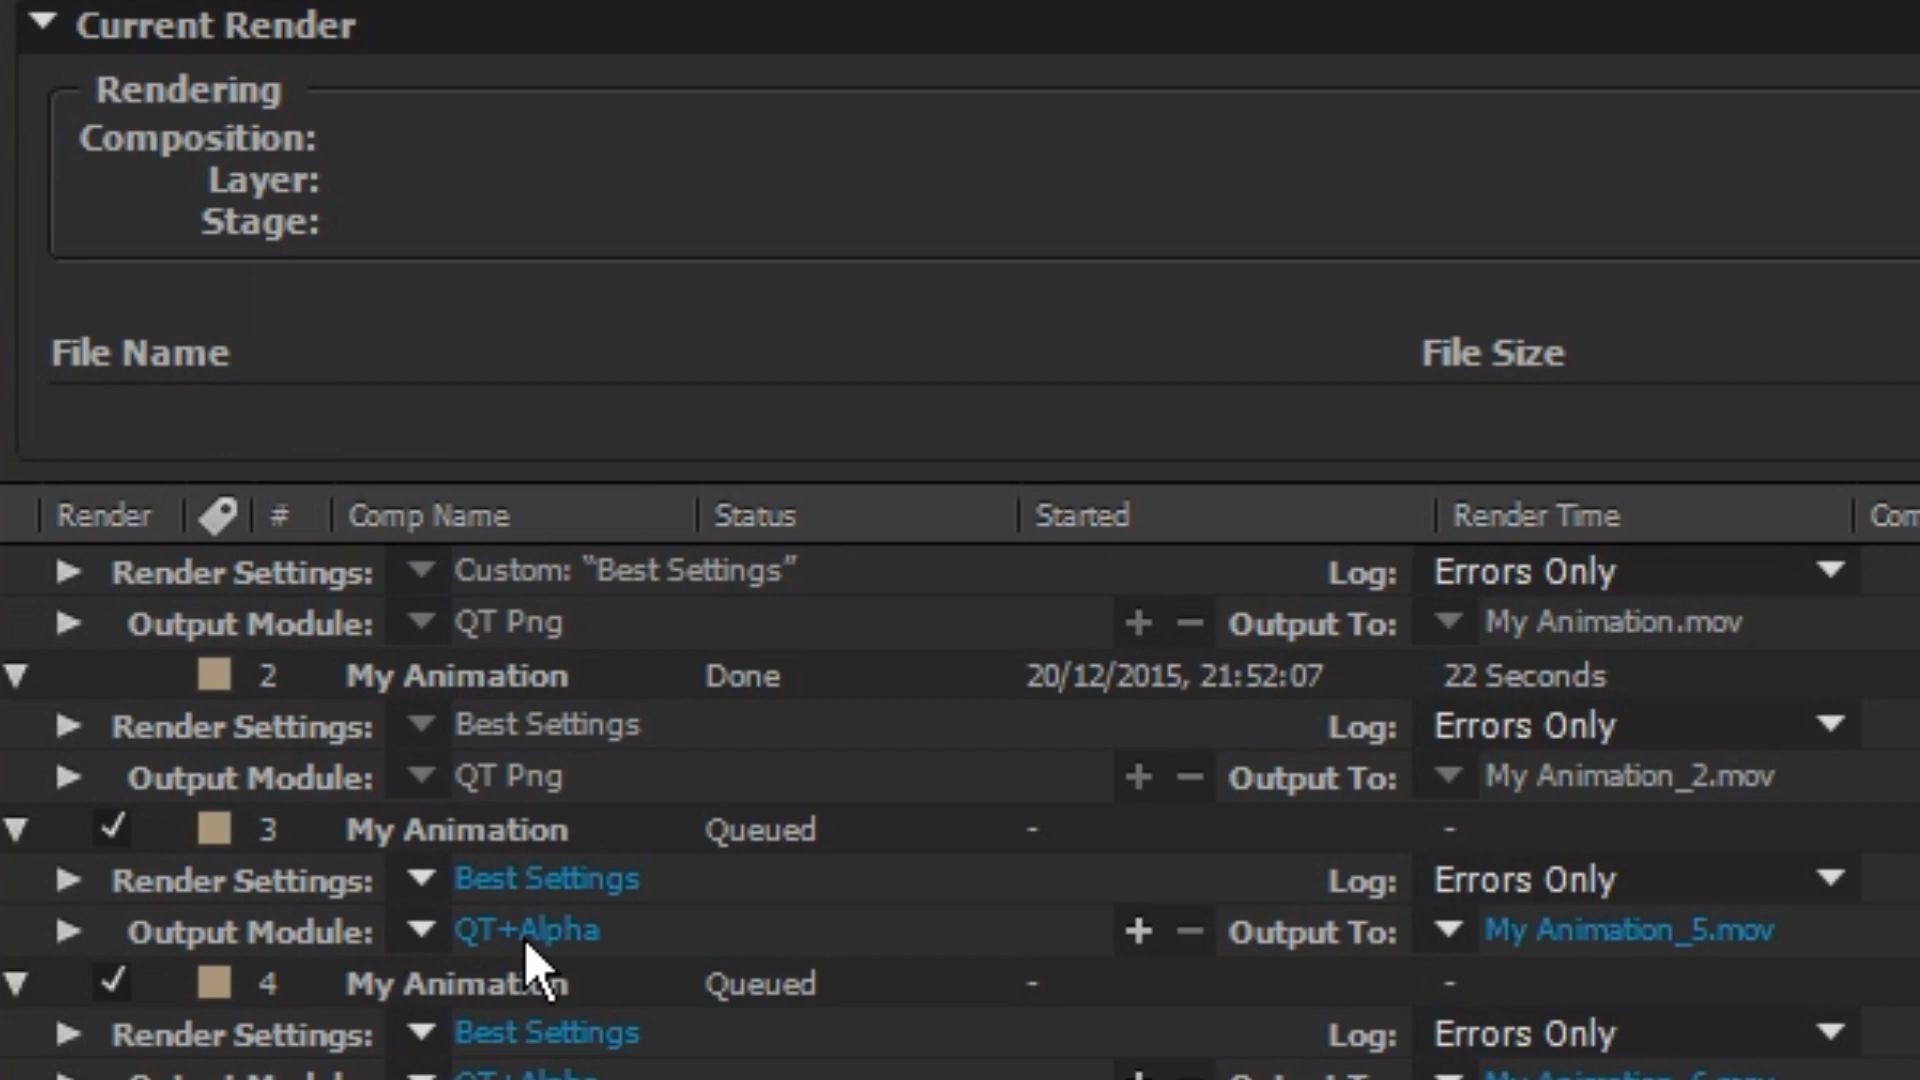 Current Render
Rendering
Composition:
Layer:
Stage:
File Name File Size
Render # Comp Name Status Started Render Time Com
Render Settings: Custom: "Best Settings" Log: Errors Only
Output Module: QT Png + − Output To: My Animation.mov
2 My Animation Done 20/12/2015, 21:52:07 22 Seconds
Render Settings: Best Settings Log: Errors Only
Output Module: QT Png + − Output To: My Animation_2.mov
3 My Animation Queued - -
Render Settings: Best Settings Log: Errors Only
Output Module: QT+Alpha + − Output To: My Animation_5.mov
4 My Animation Queued - -
Render Settings: Best Settings Log: Errors Only